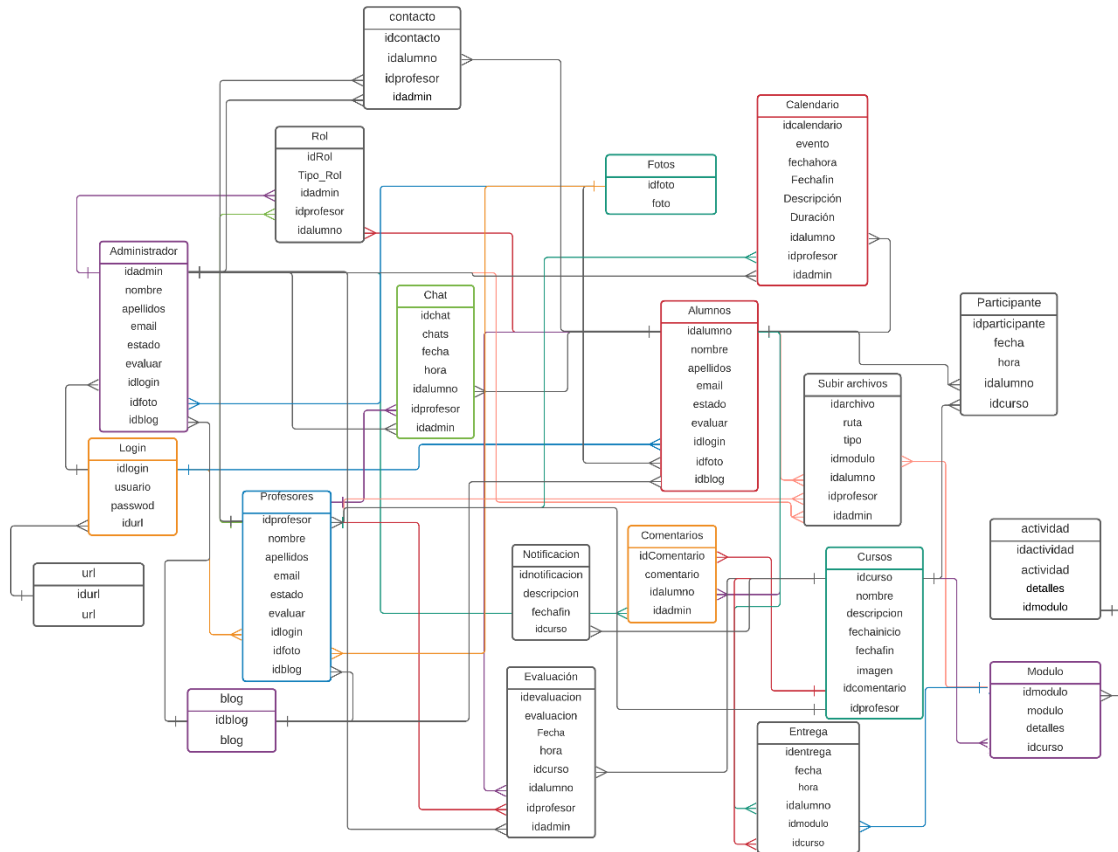 contacto
idcontacto
idalumno
idprofesor
idadmin
Rol
idRol
Tipo_Rol
idadmin
idprofesor
idalumno
Fotos
idfoto
foto
Calendario
idcalendario
evento
fechahora
Fechafin
Descripción
Duración
idalumno
idprofesor
idadmin
Administrador
idadmin
nombre
apellidos
email
estado
evaluar
idlogin
idfoto
idblog
Chat
idchat
chats
fecha
hora
idalumno
idprofesor
idadmin
Alumnos
idalumno
nombre
apellidos
email
estado
evaluar
idlogin
idfoto
idblog
Participante
idparticipante
fecha
hora
idalumno
idcurso
Subir archivos
idarchivo
ruta
tipo
idmodulo
idalumno
idprofesor
idadmin
Login
idlogin
usuario
passwod
idurl
Profesores
idprofesor
nombre
apellidos
email
estado
evaluar
idlogin
idfoto
idblog
url
idurl
url
Notificacion
idnotificacion
descripcion
fechafin
idcurso
Comentarios
idComentario
comentario
idalumno
idadmin
Cursos
idcurso
nombre
descripcion
fechainicio
fechafin
imagen
idcomentario
idprofesor
actividad
idactividad
actividad
detalles
idmodulo
blog
idblog
blog
Evaluación
idevaluacion
evaluacion
Fecha
hora
idcurso
idalumno
idprofesor
idadmin
Entrega
identrega
fecha
hora
idalumno
idmodulo
idcurso
Modulo
idmodulo
modulo
detalles
idcurso